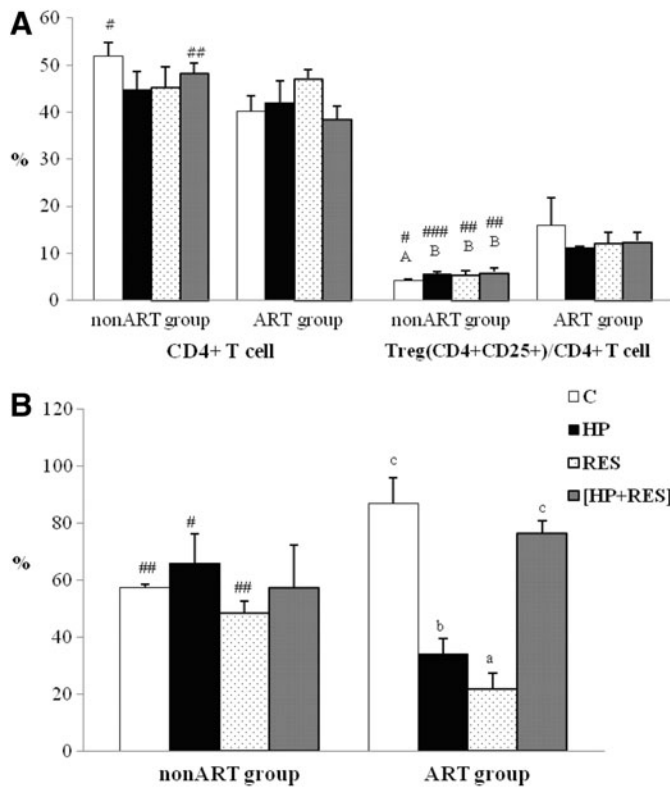 A
60
50
40
30
20
10
0
%
#
##
#
###
##
##
A
B
B
B
nonART group
ART group
nonART group
ART group
CD4+ T cell
Treg(CD4+CD25+)/CD4+ T cell
B
120
100
80
60
40
20
0
%
C
HP
RES
[HP+RES]
##
#
##
c
b
a
c
nonART group
ART group